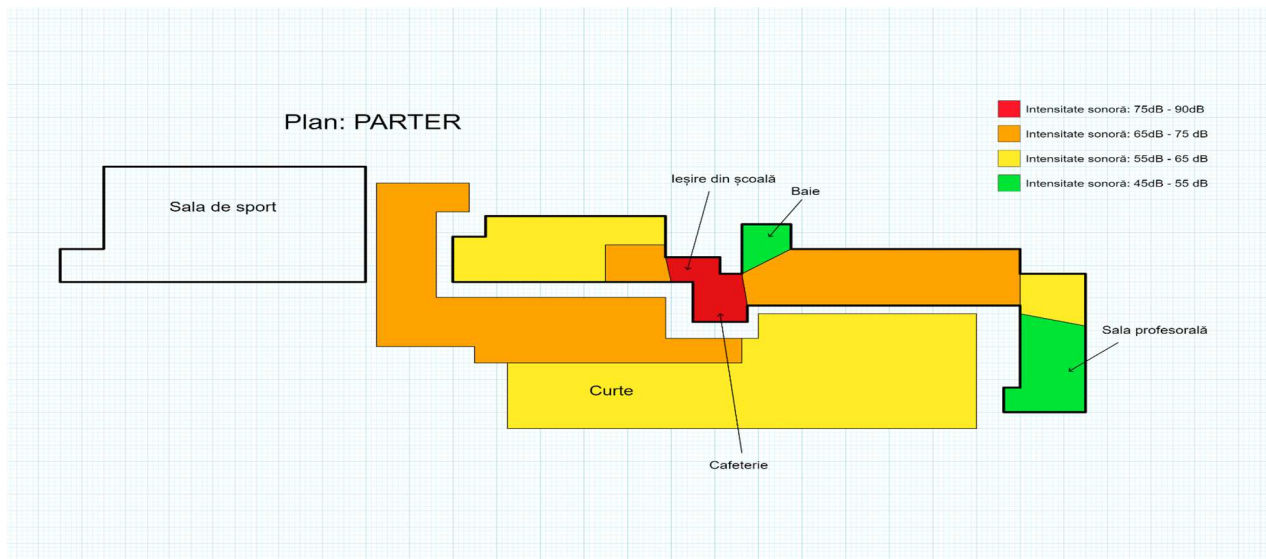 Plan: PARTER
Intensitate sonoră: 75dB - 90dB
Intensitate sonoră: 65dB - 75 dB
Intensitate sonoră: 55dB - 65 dB
Intensitate sonoră: 45dB - 55 dB
Ieșire din școală
Baie
Sala de sport
Sala profesorală
Curte
Cafeterie